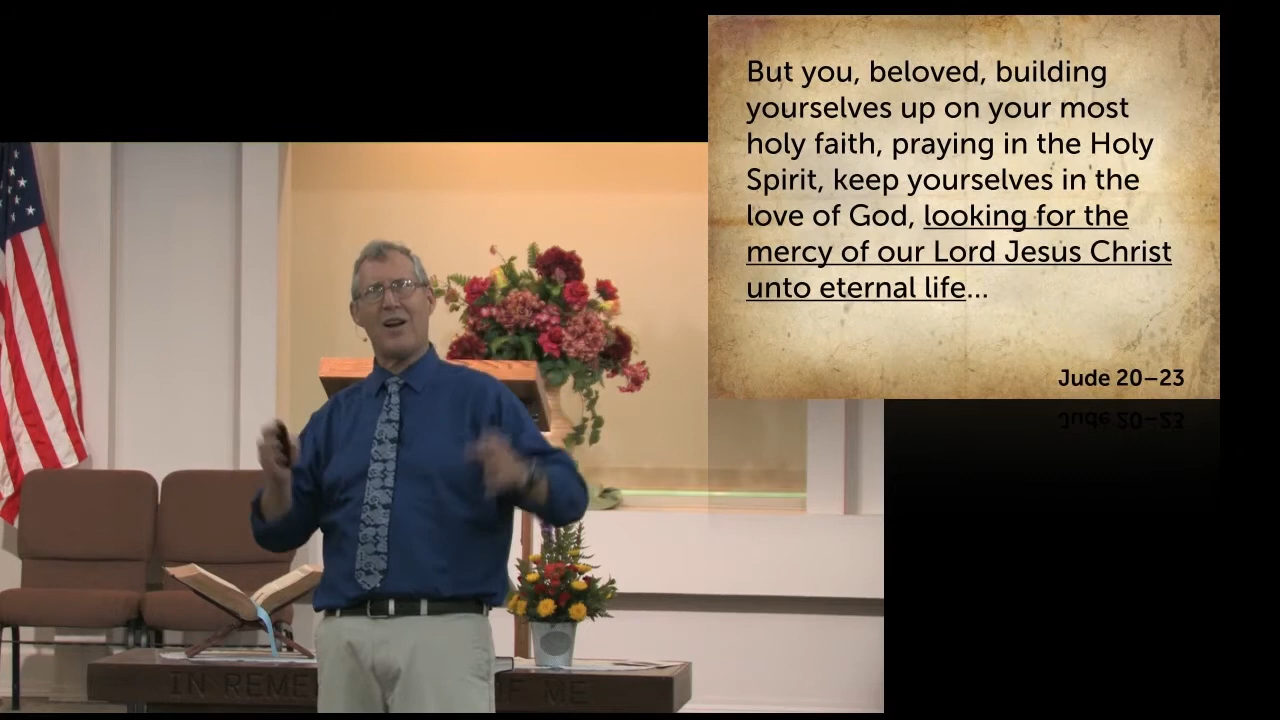 But you, beloved, building
yourselves up on your most
holy faith, praying in the Holy
Spirit, keep yourselves in the
love of God, looking for the
mercy of our Lord Jesus Christ
unto eternal life...
Jude 20–23
IN REME OF ME